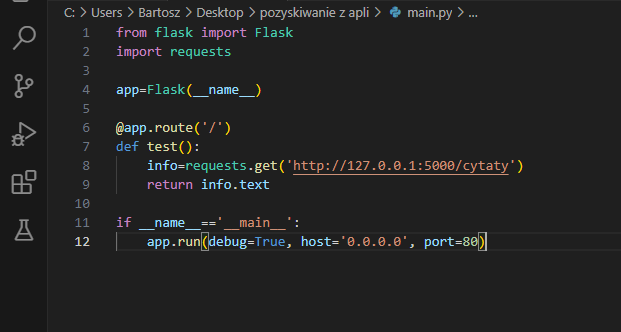 C: > Users > Bartosz > Desktop > pozyskiwanie z apli > main.py > ...
1 from flask import Flask
2 import requests
3
4 app=Flask(__name__)
5
6 @app.route('/')
7 def test():
8     info=requests.get('http://127.0.0.1:5000/cytaty')
9     return info.text
10
11 if __name__=='__main__':
12     app.run(debug=True, host='0.0.0.0', port=80)